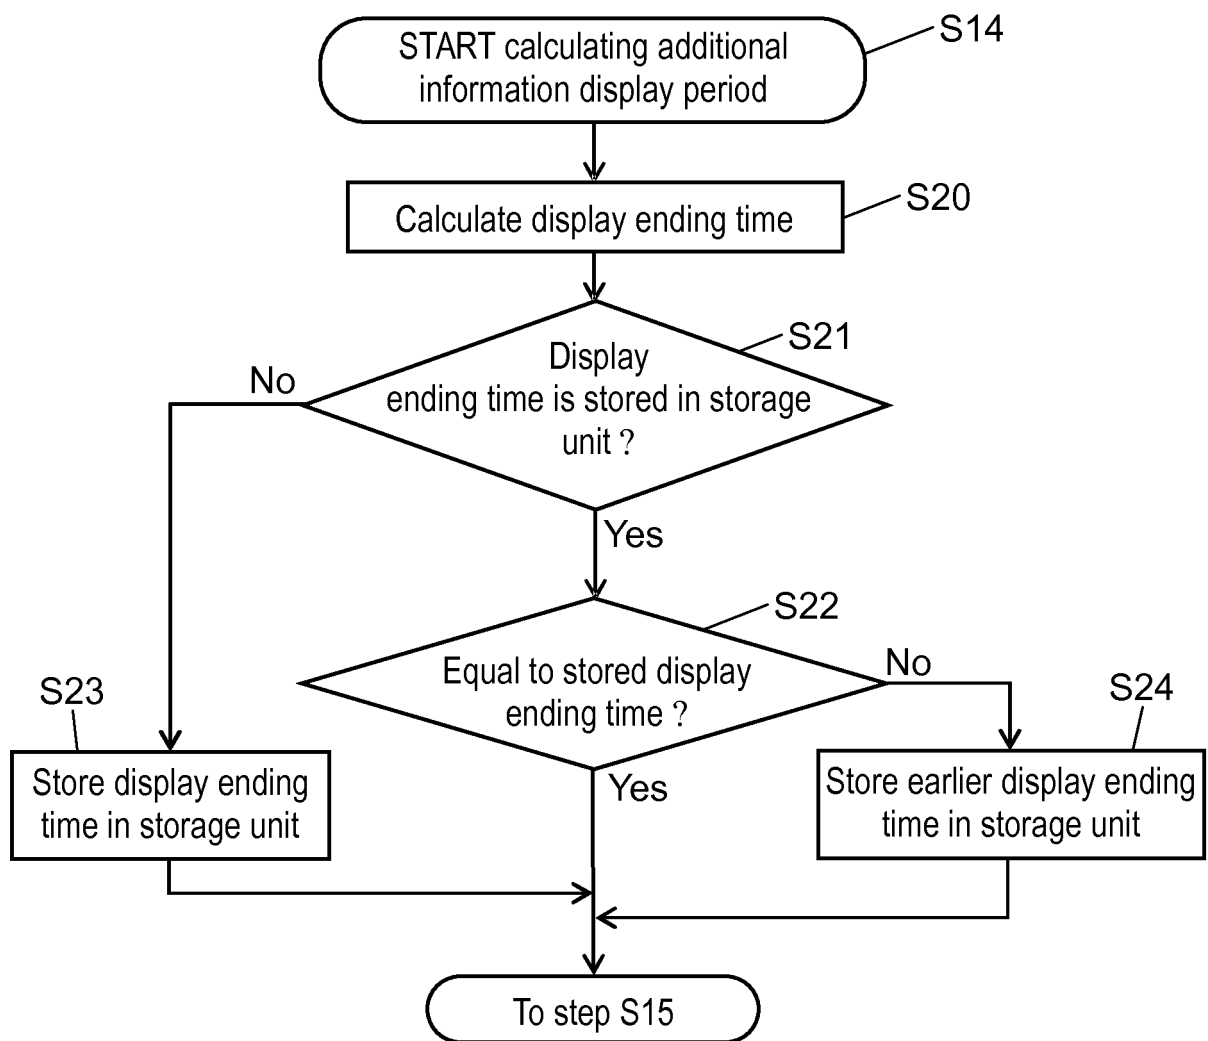 START calculating additional
information display period
S14
Calculate display ending time
S20
Display
ending time is stored in storage
unit ?
S21
No
Yes
Equal to stored display
ending time ?
S22
No
Yes
S23
Store display ending
time in storage unit
S24
Store earlier display ending
time in storage unit
To step S15